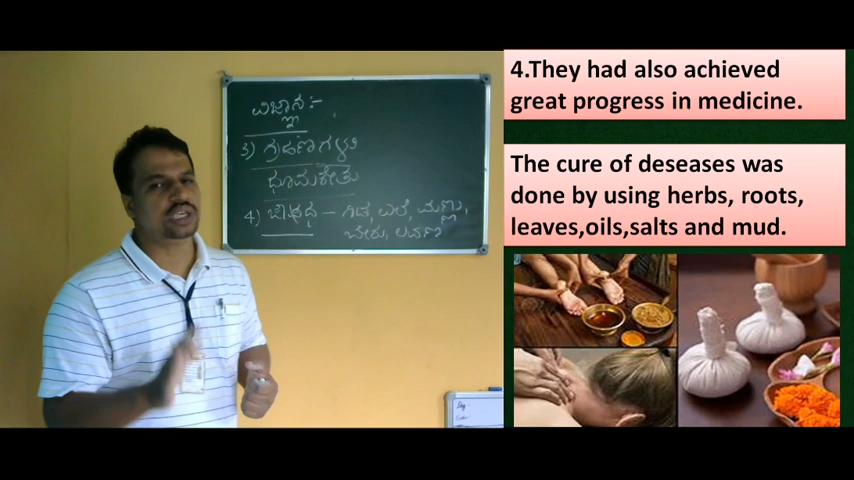 ವಿಜ್ಞಾನ :-
3) ಗ್ರಹಣಗಳು
ಧೂಮಕೇತು
4) ಔಷಧ – ಗಿಡ, ಎಲೆ, ಮಣ್ಣು,
ಬೇರು, ಲವಣ
4.They had also achieved
great progress in medicine.
The cure of deseases was
done by using herbs, roots,
leaves,oils,salts and mud.